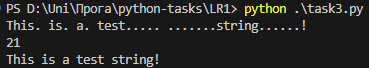 PS D:\Uni\Прога\python-tasks\LR1> python .\task3.py
This. is. a. test..... .......string......!
21
This is a test string!